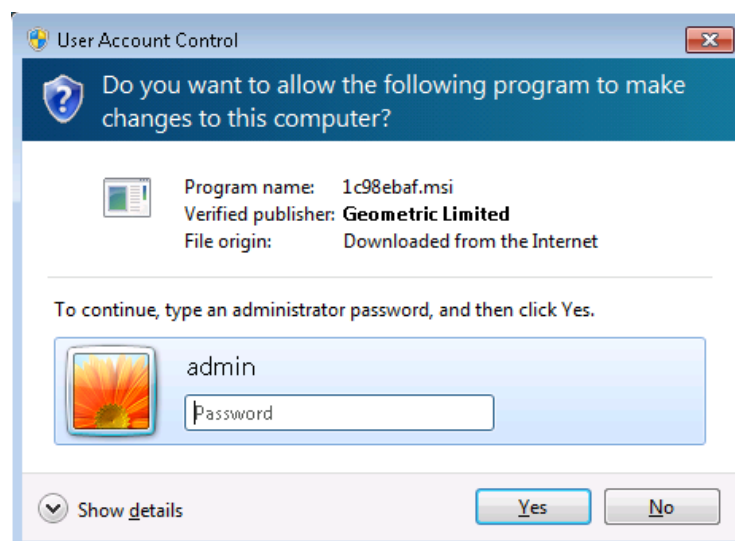 User Account Control
Do you want to allow the following program to make
changes to this computer?
Program name: 1c98ebaf.msi
Verified publisher: Geometric Limited
File origin: Downloaded from the Internet
To continue, type an administrator password, and then click Yes.
admin
Password
Show details
Yes
No